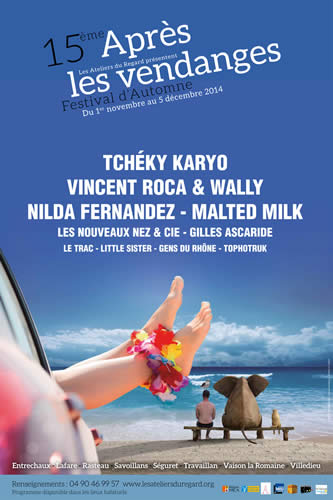 15ème Après
Les Ateliers du Regard présentent
les vendanges
Festival d'Automne
Du 1er novembre au 5 décembre 2014
TCHÉKY KARYO
VINCENT ROCA & WALLY
NILDA FERNANDEZ - MALTED MILK
LES NOUVEAUX NEZ & CIE - GILLES ASCARIDE
LE TRAC - LITTLE SISTER - GENS DU RHÔNE - TOPHOTRUK
Entrechaux Lafare Rasteau Savoillans Séguret Travaillan Vaison la Romaine Villedieu
Renseignements : 04 90 46 99 57 www.lesateliersduregard.org
Programme disponible dans les lieux habituels